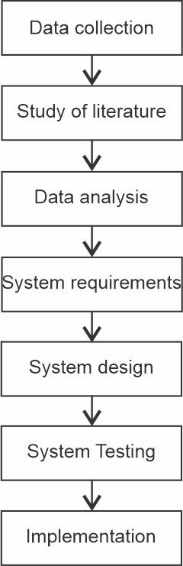 Data collection
Study of literature
Data analysis
System requirements
System design
System Testing
Implementation